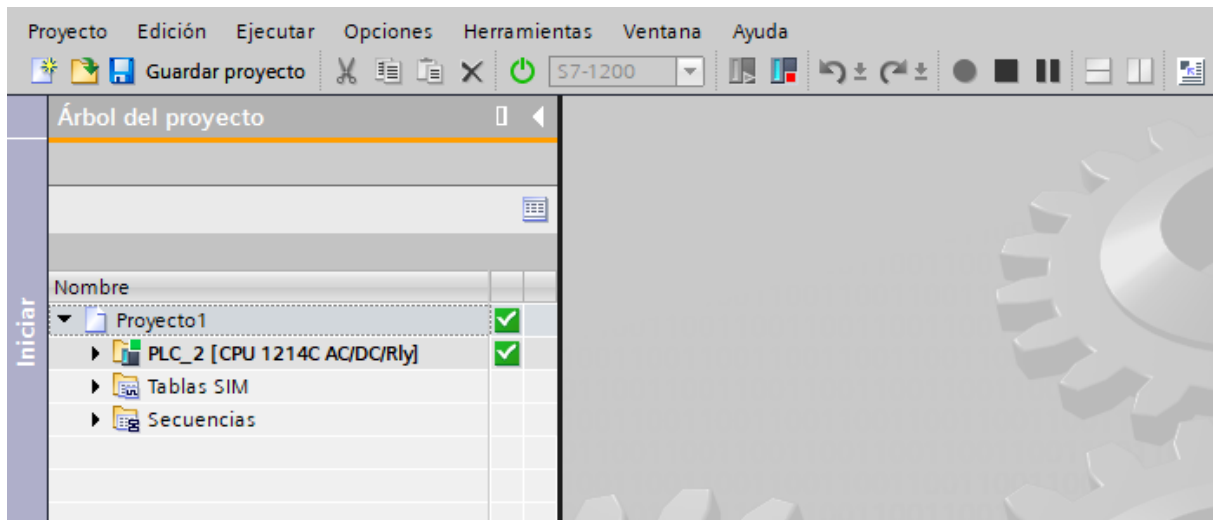 Proyecto Edición Ejecutar Opciones Herramientas Ventana Ayuda
Guardar proyecto S7-1200
Árbol del proyecto
Nombre
Proyecto1
PLC_2 [CPU 1214C AC/DC/Rly]
Tablas SIM
Secuencias
Iniciar